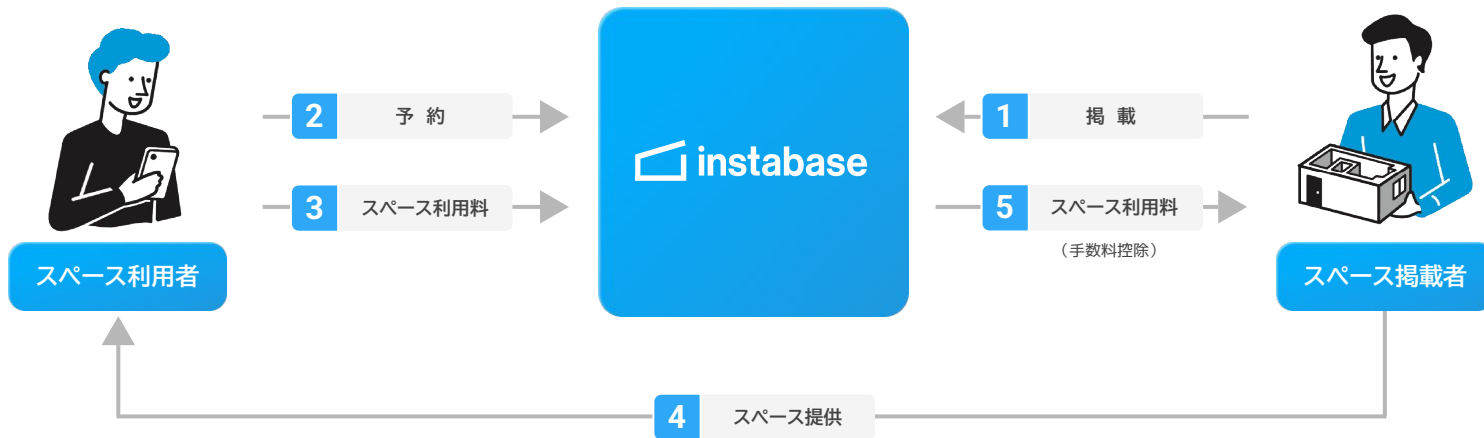 2 予約
1 掲載
instabase
3 スペース利用料
5 スペース利用料
（手数料控除）
スペース利用者
スペース掲載者
4 スペース提供